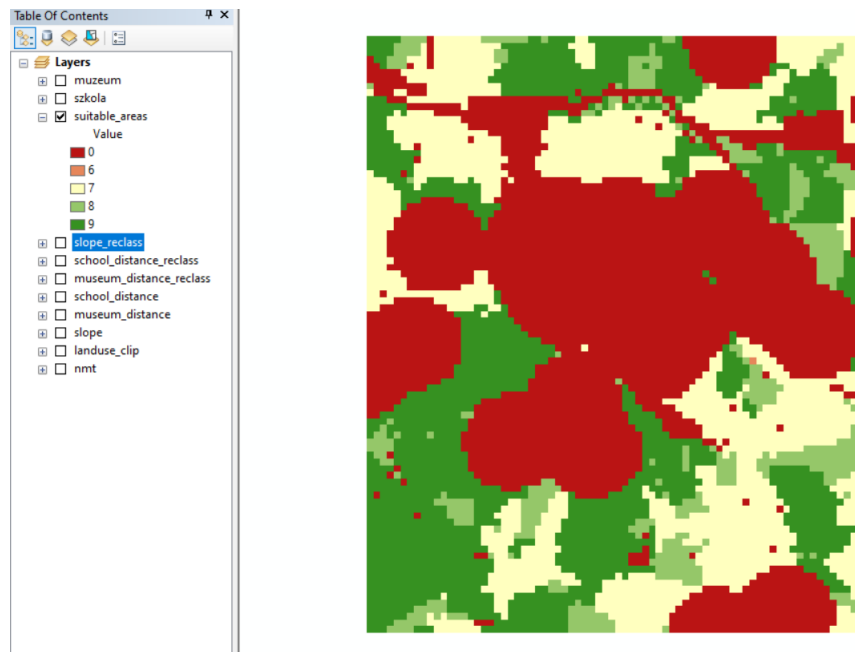 Table Of Contents
Layers
muzeum
szkola
suitable_areas
Value
0
6
7
8
9
slope_reclass
school_distance_reclass
museum_distance_reclass
school_distance
museum_distance
slope
landuse_clip
nmt